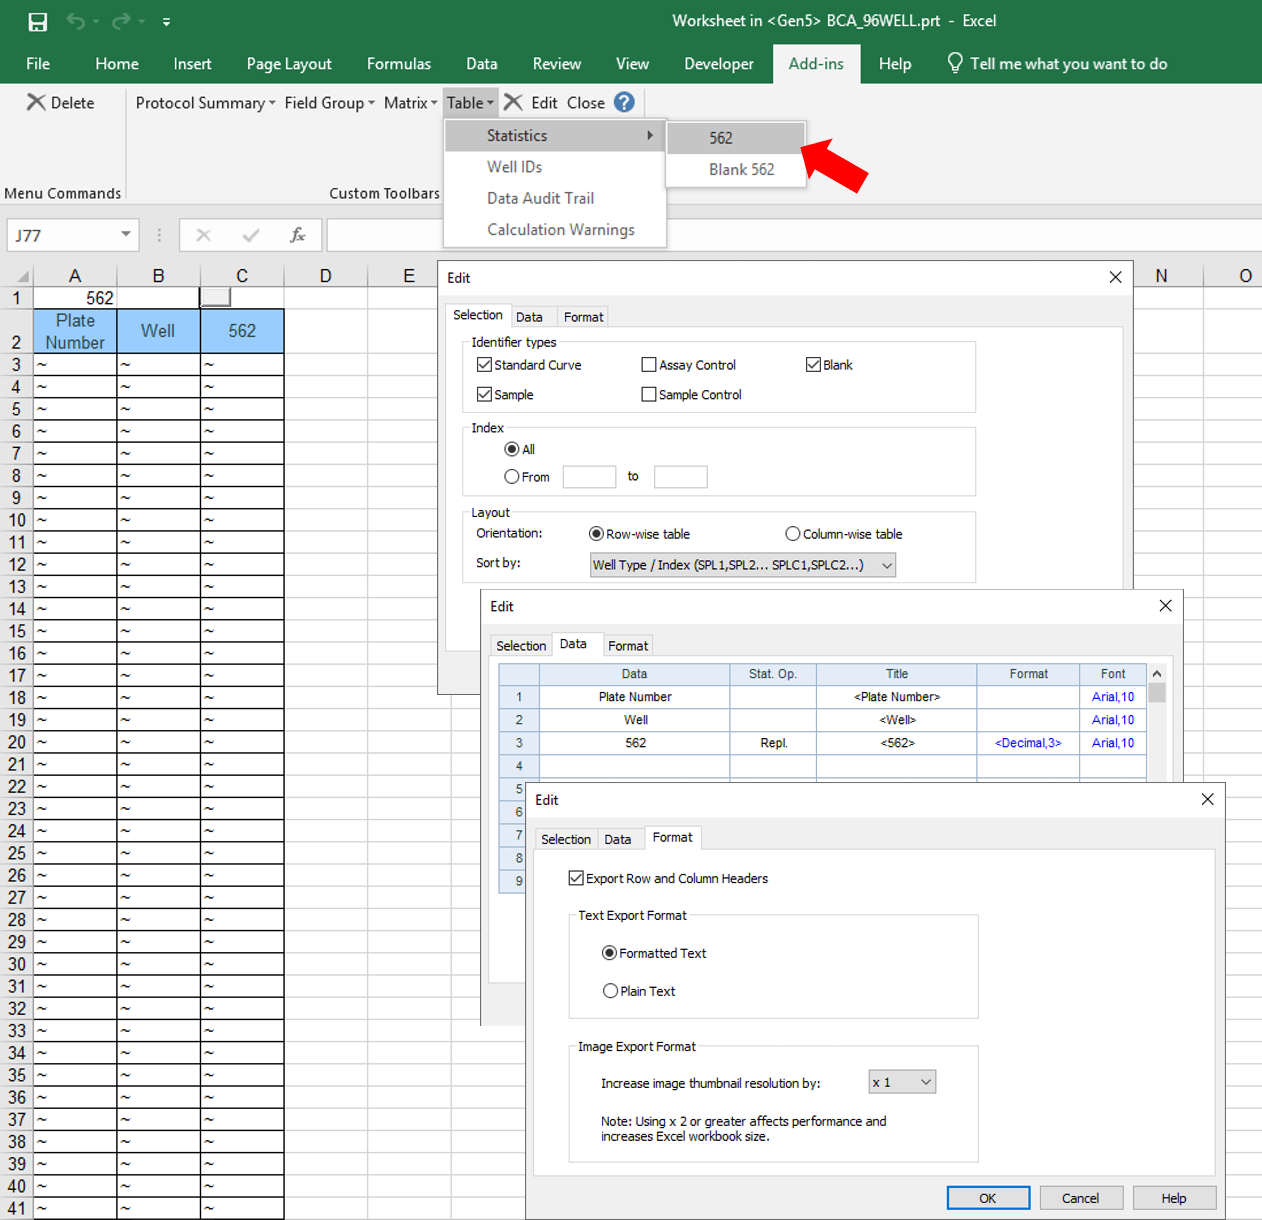 Worksheet in <Gen5> BCA_96WELL.prt - Excel
File Home Insert Page Layout Formulas Data Review View Developer Add-ins Help Tell me what you want to do
Delete Protocol Summary Field Group Matrix Table Edit Close ?
Statistics
562
Well IDs
Blank 562
Data Audit Trail
Calculation Warnings
Menu Commands
Custom Toolbars
J77
fx
A B C D E N O
1 562
2 Plate Number Well 562
3 ~ ~ ~
4 ~ ~ ~
5 ~ ~ ~
6 ~ ~ ~
7 ~ ~ ~
8 ~ ~ ~
9 ~ ~ ~
10 ~ ~ ~
11 ~ ~ ~
12 ~ ~ ~
13 ~ ~ ~
14 ~ ~ ~
15 ~ ~ ~
16 ~ ~ ~
17 ~ ~ ~
18 ~ ~ ~
19 ~ ~ ~
20 ~ ~ ~
21 ~ ~ ~
22 ~ ~ ~
23 ~ ~ ~
24 ~ ~ ~
25 ~ ~ ~
26 ~ ~ ~
27 ~ ~ ~
28 ~ ~ ~
29 ~ ~ ~
30 ~ ~ ~
31 ~ ~ ~
32 ~ ~ ~
33 ~ ~ ~
34 ~ ~ ~
35 ~ ~ ~
36 ~ ~ ~
37 ~ ~ ~
38 ~ ~ ~
39 ~ ~ ~
40 ~ ~ ~
41 ~ ~ ~
Edit
Selection Data Format
Identifier types
Standard Curve Assay Control Blank
Sample Sample Control
Index
All
From to
Layout
Orientation: Row-wise table Column-wise table
Sort by: Well Type / Index (SPL1,SPL2... SPLC1,SPLC2...)
Edit
Selection Data Format
Data Stat. Op. Title Format Font
1 Plate Number <Plate Number> Arial,10
2 Well <Well> Arial,10
3 562 Repl. <562> <Decimal,3> Arial,10
4
5
6
7
8
9
Edit
Selection Data Format
Export Row and Column Headers
Text Export Format
Formatted Text
Plain Text
Image Export Format
Increase image thumbnail resolution by: x 1
Note: Using x 2 or greater affects performance and
increases Excel workbook size.
OK Cancel Help